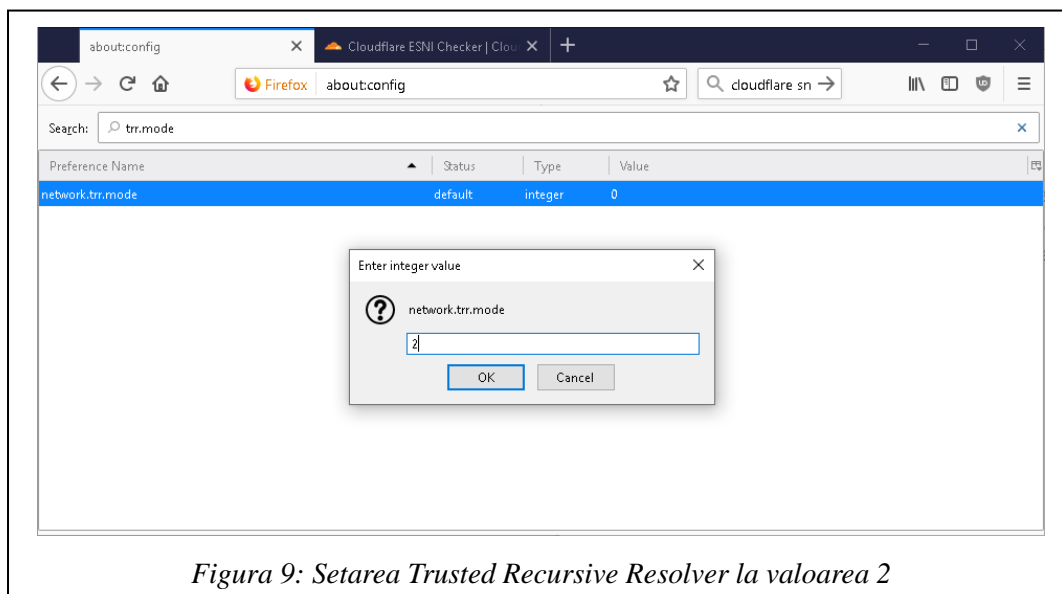 about:config
Cloudflare ESNI Checker | Clou
Firefox about:config
cloudflare sn
Search: trr.mode
Preference Name Status Type Value
network.trr.mode default integer 0
Enter integer value
network.trr.mode
2
OK Cancel
Figura 9: Setarea Trusted Recursive Resolver la valoarea 2